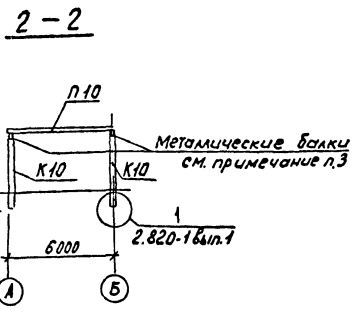 2 - 2
П10
Металлические балки
см. примечание п.3
К10
К10
1
2.820-1 вып.1
6000
А
Б